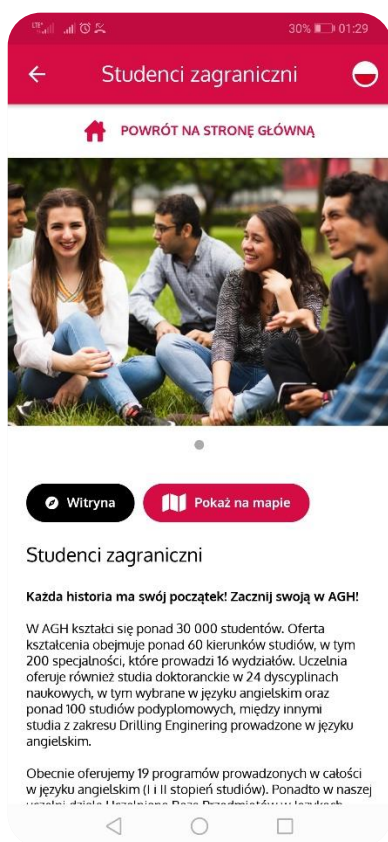 30% 01:29
Studenci zagraniczni
POWRÓT NA STRONĘ GŁÓWNĄ
Witryna
Pokaż na mapie
Studenci zagraniczni
Każda historia ma swój początek! Zacznij swoją w AGH!
W AGH kształci się ponad 30 000 studentów. Oferta
kształcenia obejmuje ponad 60 kierunków studiów, w tym
200 specjalności, które prowadzi 16 wydziałów. Uczelnia
oferuje również studia doktoranckie w 24 dyscyplinach
naukowych, w tym wybrane w języku angielskim oraz
ponad 100 studiów podyplomowych, między innymi
studia z zakresu Drilling Enginering prowadzone w języku
angielskim.
Obecnie oferujemy 19 programów prowadzonych w całości
w języku angielskim (I i II stopień studiów). Ponadto w naszej